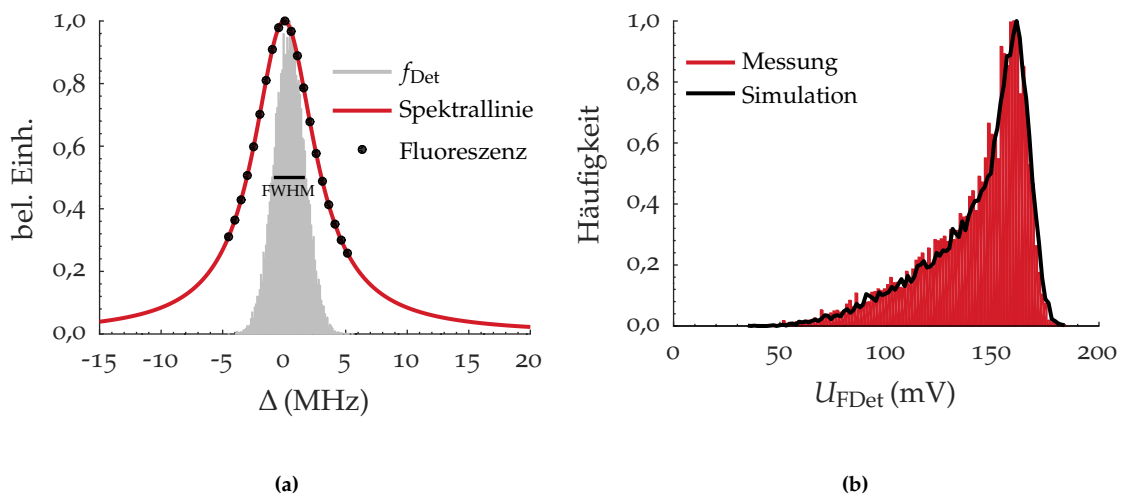 1,0
0,8
0,6
0,4
0,2
0,0
bel. Einh.
f_Det
Spektrallinie
Fluoreszenz
FWHM
-15 -10 -5 0 5 10 15 20
Δ (MHz)
(a)
1,0
0,8
0,6
0,4
0,2
0,0
Häufigkeit
Messung
Simulation
0 50 100 150 200
U_FDet (mV)
(b)